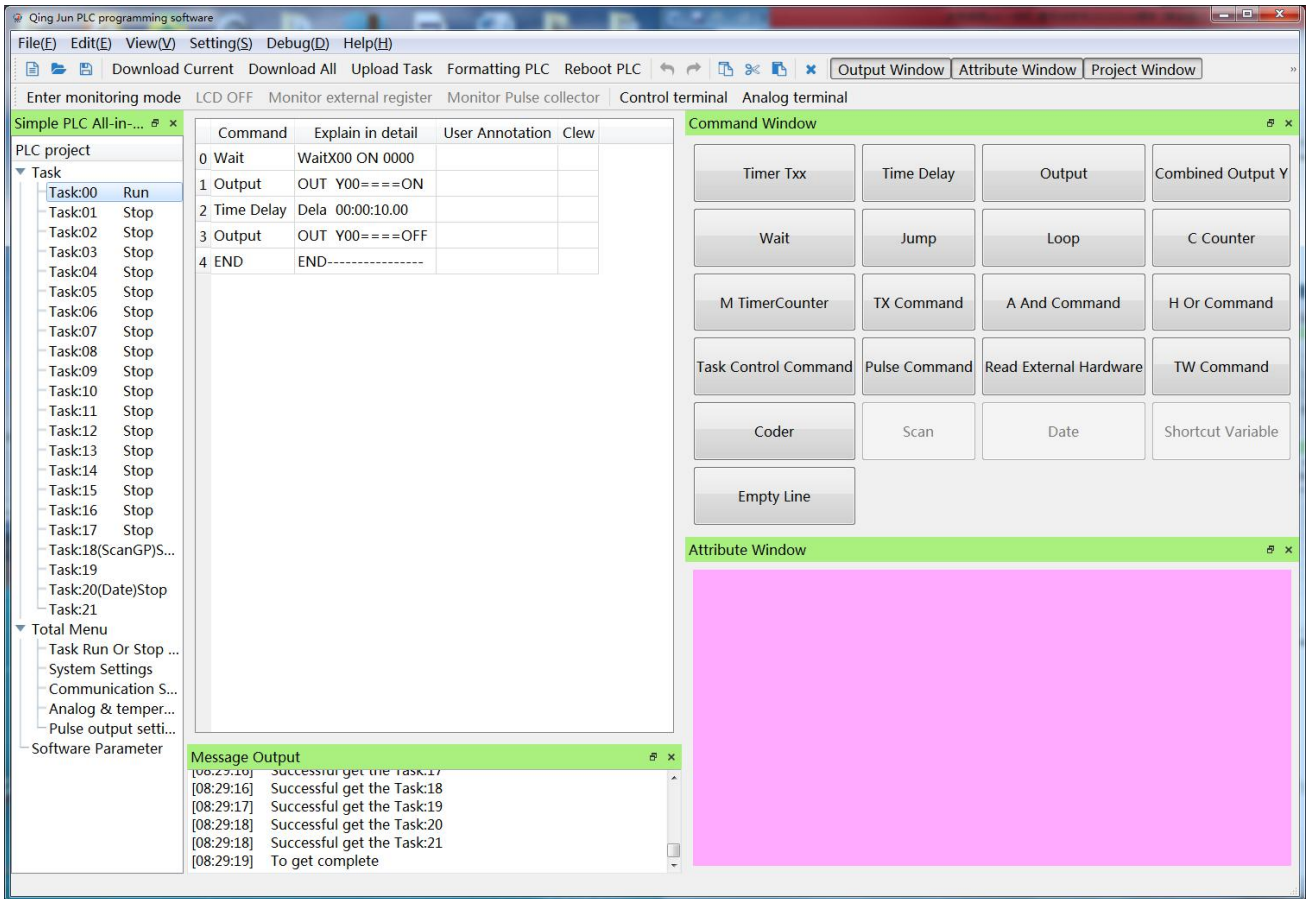 Qing Jun PLC programming software
File(F) Edit(E) View(V) Setting(S) Debug(D) Help(H)
Download Current Download All Upload Task Formatting PLC Reboot PLC Output Window Attribute Window Project Window »
Enter monitoring mode LCD OFF Monitor external register Monitor Pulse collector Control terminal Analog terminal
Simple PLC All-in-...
PLC project
Task
Task:00 Run
Task:01 Stop
Task:02 Stop
Task:03 Stop
Task:04 Stop
Task:05 Stop
Task:06 Stop
Task:07 Stop
Task:08 Stop
Task:09 Stop
Task:10 Stop
Task:11 Stop
Task:12 Stop
Task:13 Stop
Task:14 Stop
Task:15 Stop
Task:16 Stop
Task:17 Stop
Task:18(ScanGP)S...
Task:19
Task:20(Date)Stop
Task:21
Total Menu
Task Run Or Stop ...
System Settings
Communication S...
Analog & temper...
Pulse output setti...
Software Parameter
Command Explain in detail User Annotation Clew
0 Wait WaitX00 ON 0000
1 Output OUT Y00====ON
2 Time Delay Dela 00:00:10.00
3 Output OUT Y00====OFF
4 END END----------------
Message Output
[08:29:16] Successful get the Task:17
[08:29:16] Successful get the Task:18
[08:29:17] Successful get the Task:19
[08:29:18] Successful get the Task:20
[08:29:18] Successful get the Task:21
[08:29:19] To get complete
Command Window
Timer Txx Time Delay Output Combined Output Y
Wait Jump Loop C Counter
M TimerCounter TX Command A And Command H Or Command
Task Control Command Pulse Command Read External Hardware TW Command
Coder Scan Date Shortcut Variable
Empty Line
Attribute Window